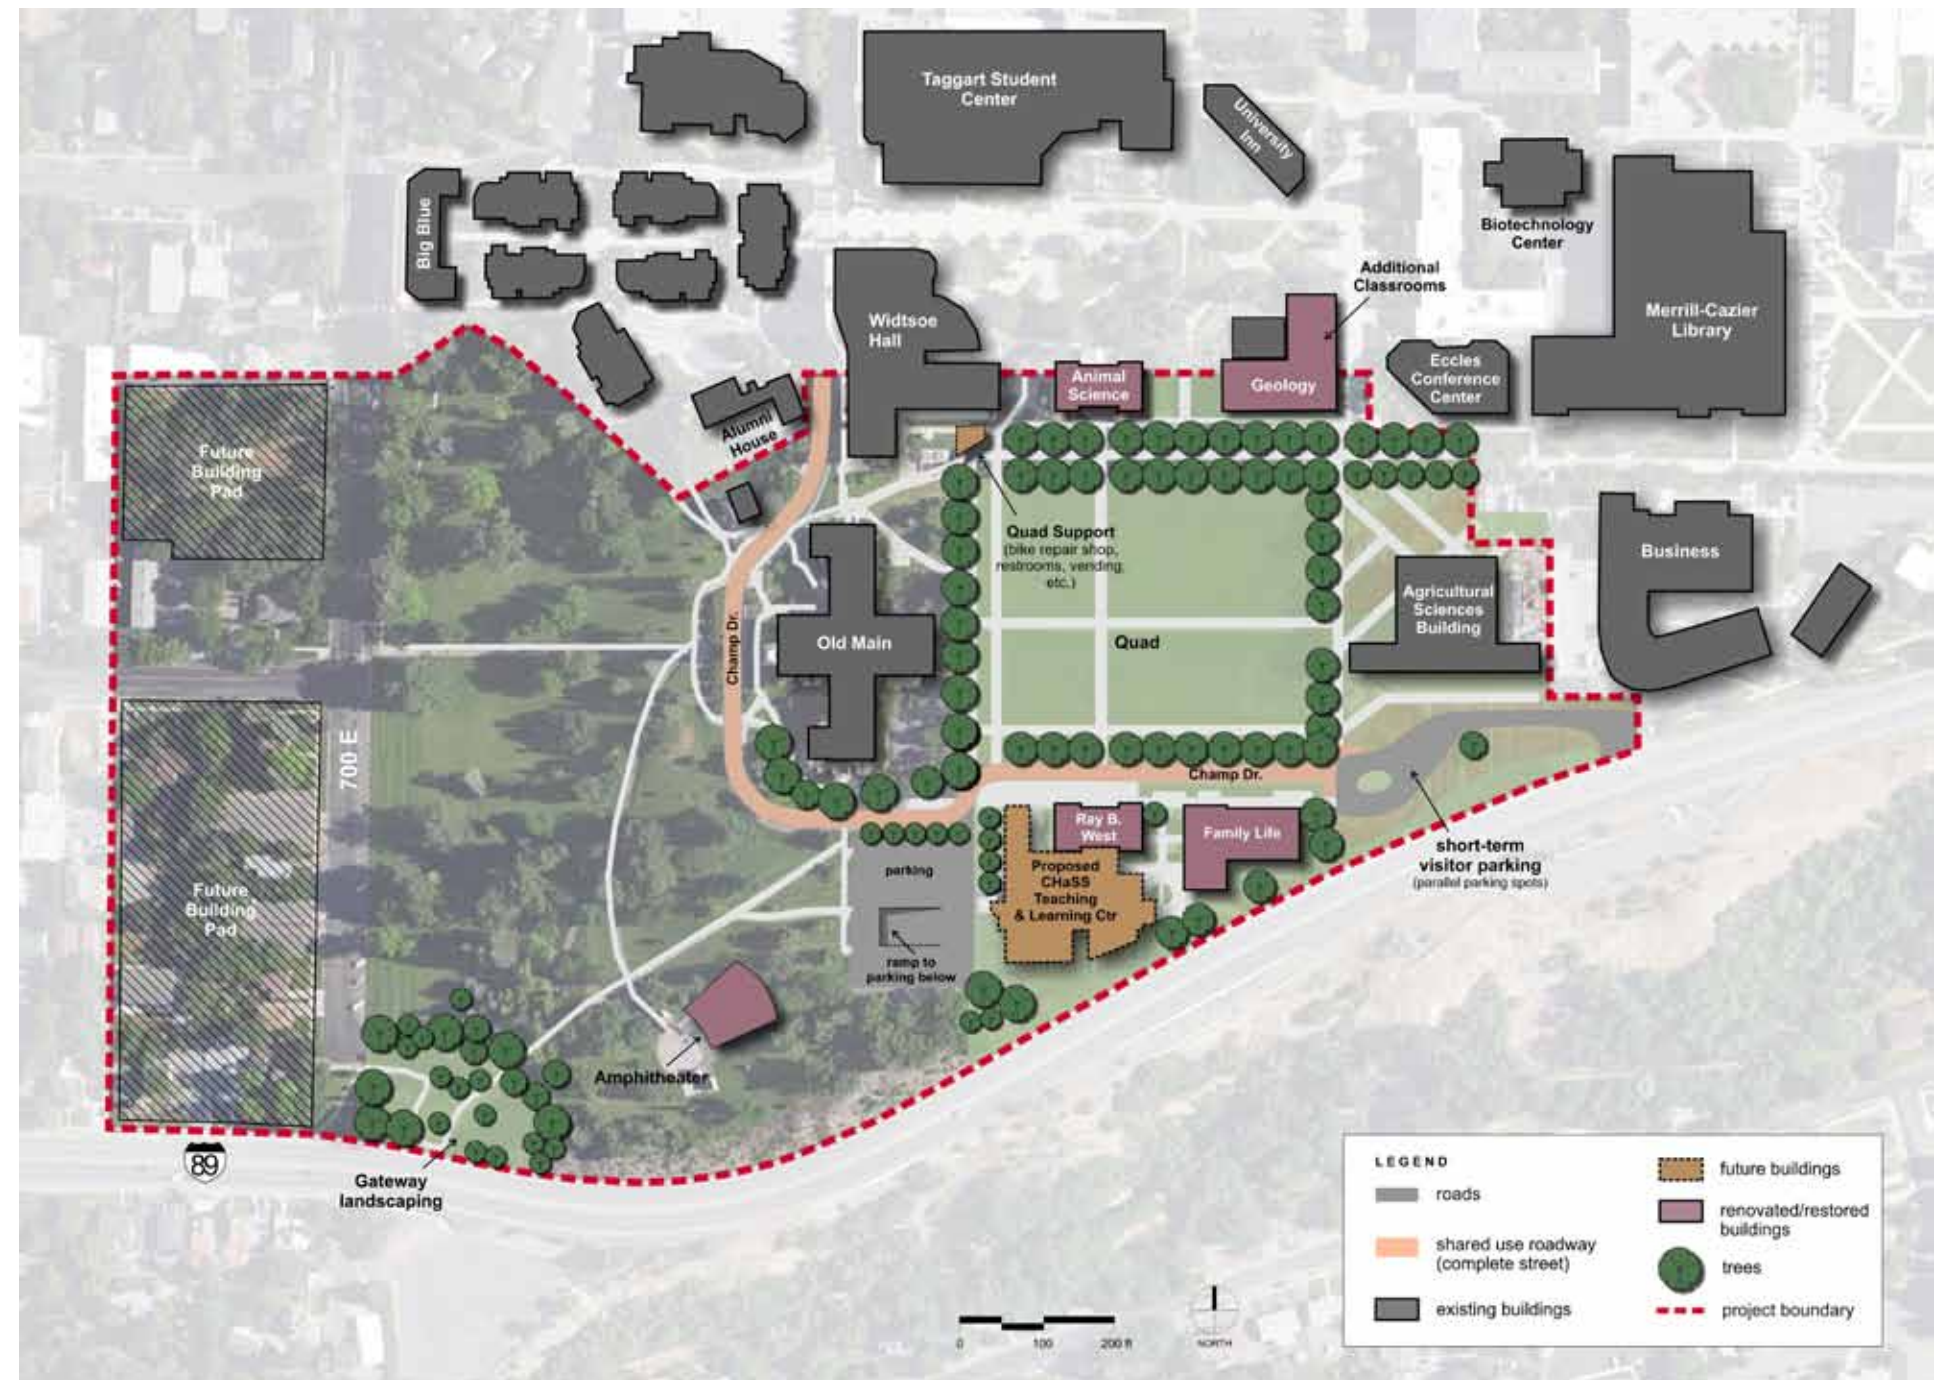 Taggart Student
Center
University
Inn
Big Blue
Biotechnology
Center
Additional
Classrooms
Widtsoe
Hall
Merrill-Cazier
Library
Eccles
Conference
Center
Animal
Science
Geology
Alumni
House
Future
Building
Pad
Quad Support
(bike repair shop,
restrooms, vending,
etc.)
Business
Agricultural
Sciences
Building
Old Main
Quad
Champ Dr.
700 E
Champ Dr.
Ray B.
West
Family Life
short-term
visitor parking
(parallel parking spots)
parking
Proposed
CHaSS
Teaching
& Learning Ctr
Future
Building
Pad
ramp to
parking below
Amphitheater
89
Gateway
landscaping
LEGEND
roads
shared use roadway
(complete street)
existing buildings
future buildings
renovated/restored
buildings
trees
project boundary
0 100 200 ft
NORTH